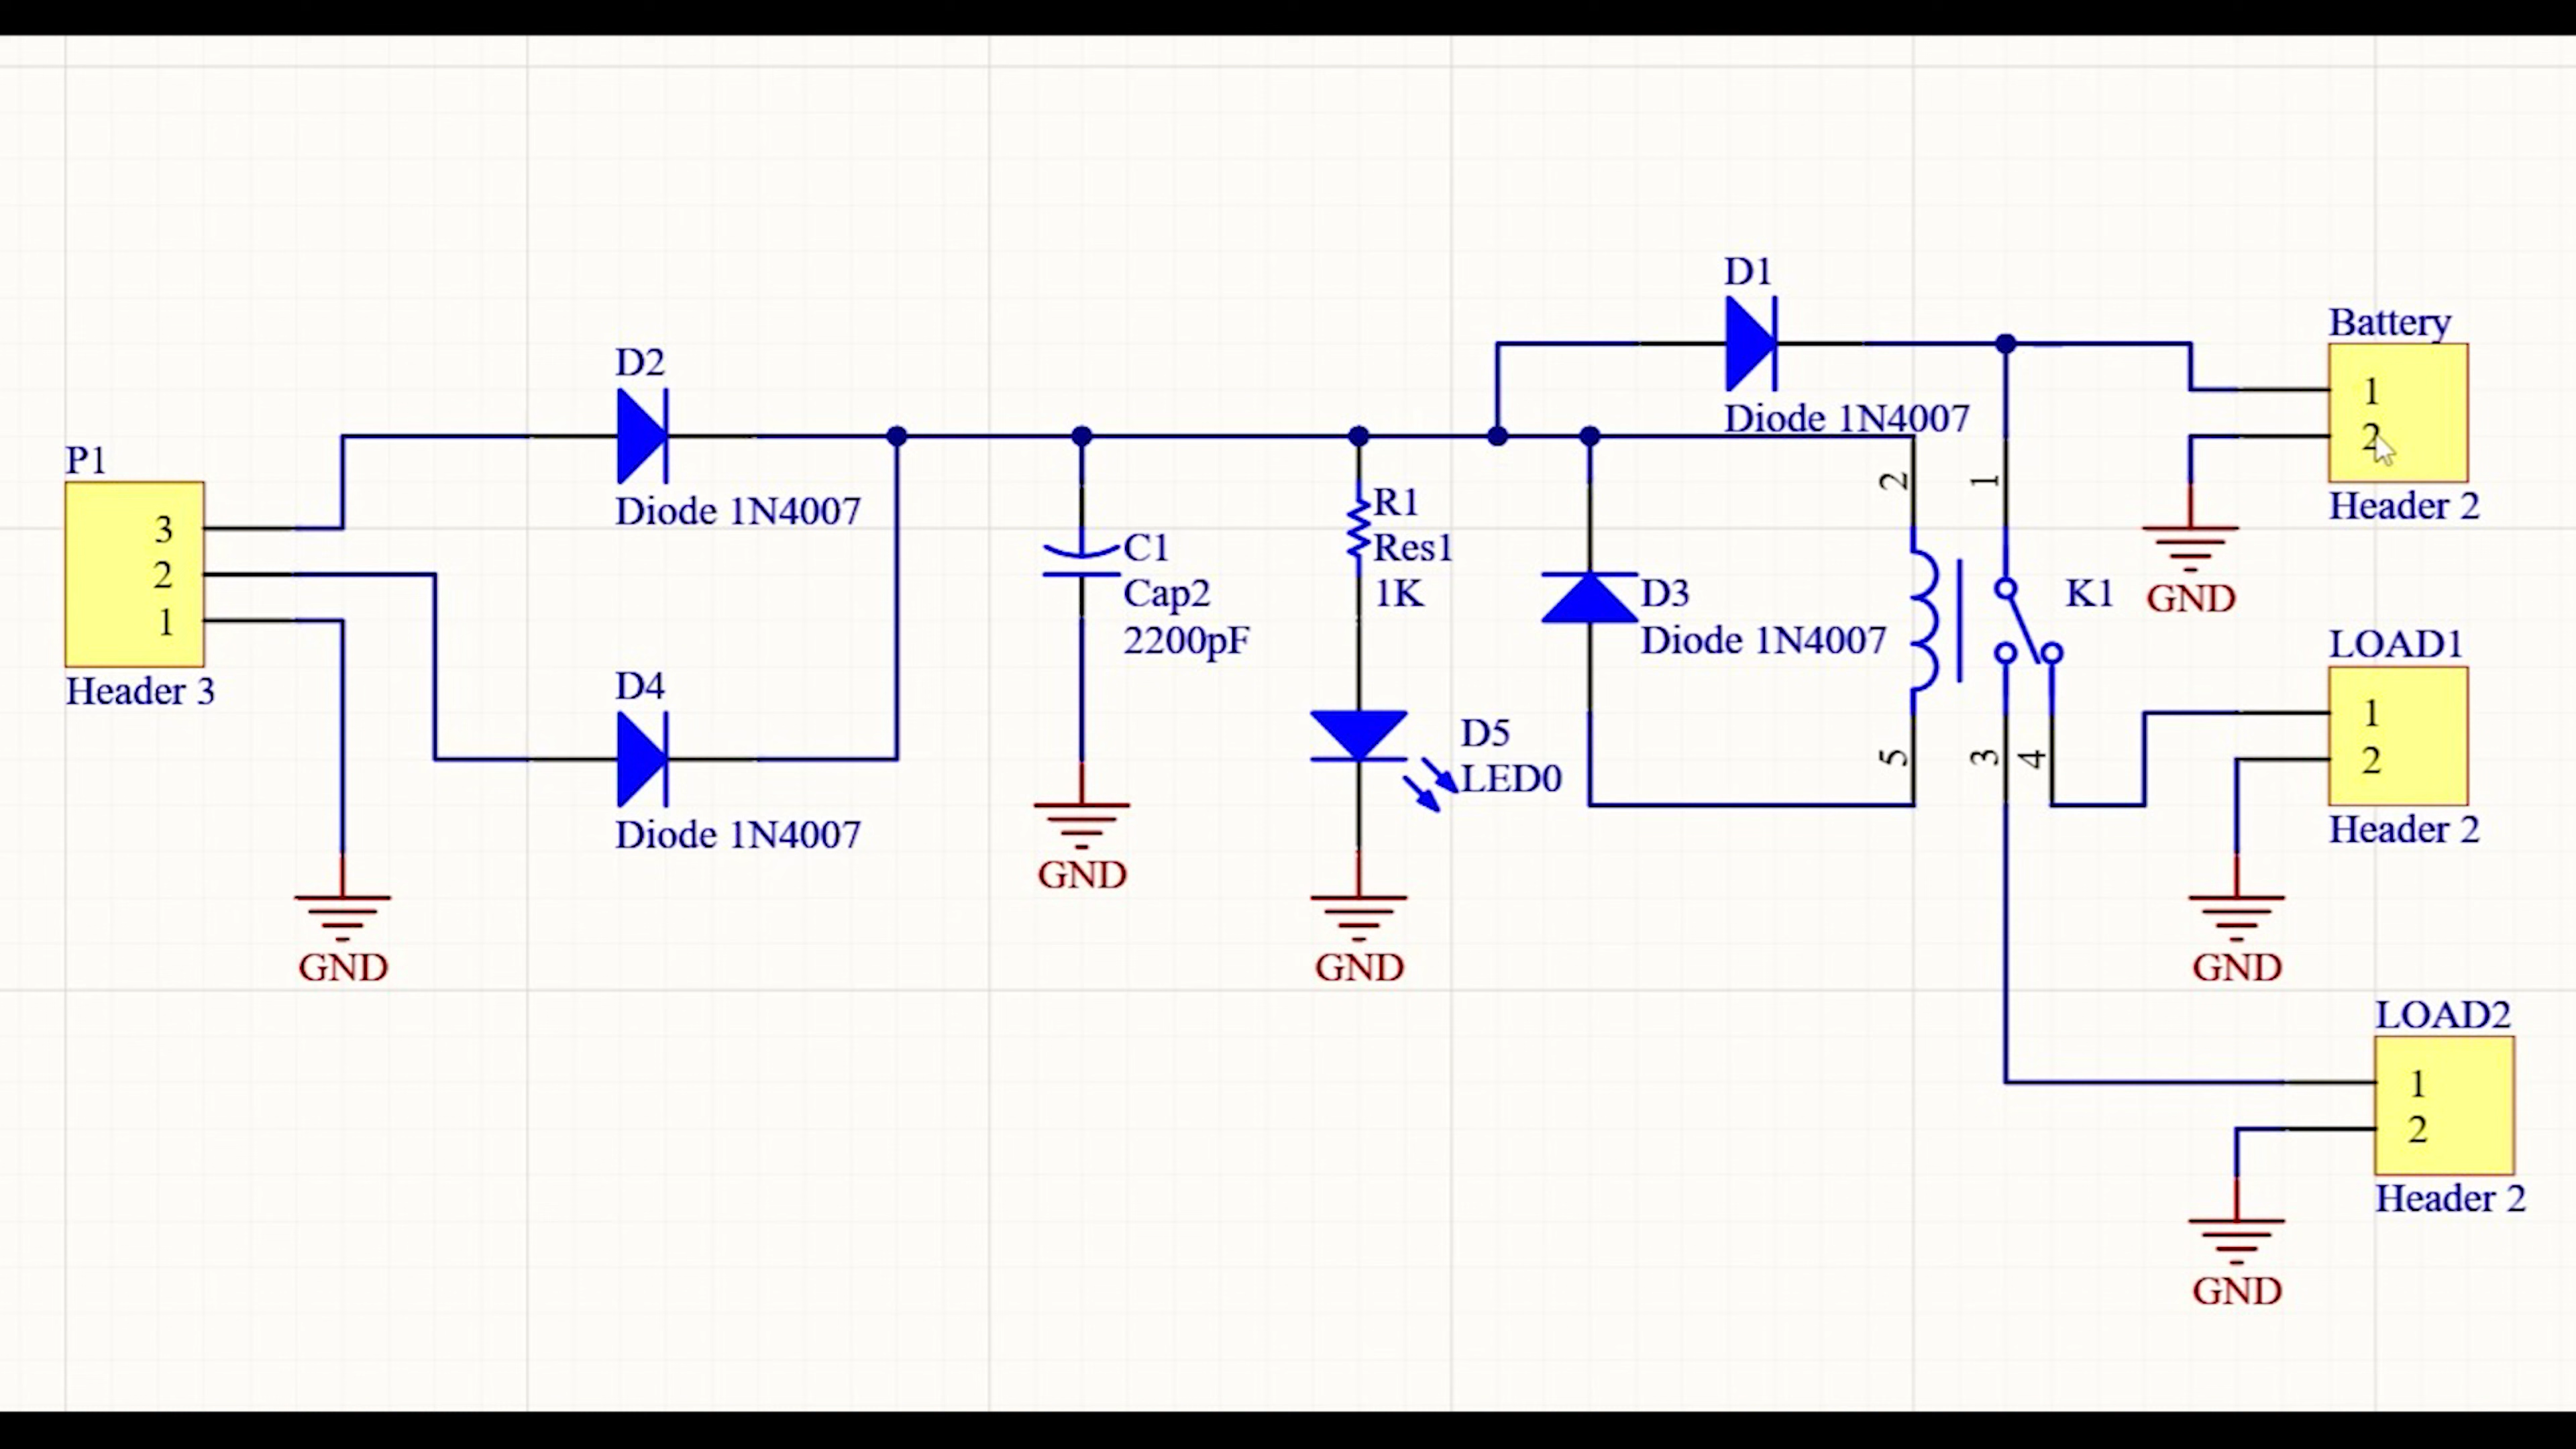 P1
3
2
1
Header 3
GND
D2
Diode 1N4007
D4
Diode 1N4007
C1
Cap2
2200pF
GND
R1
Res1
1K
D5
LED0
GND
D1
Diode 1N4007
D3
Diode 1N4007
2
1
5
3
4
K1
Battery
1
2
Header 2
GND
LOAD1
1
2
Header 2
GND
LOAD2
1
2
Header 2
GND